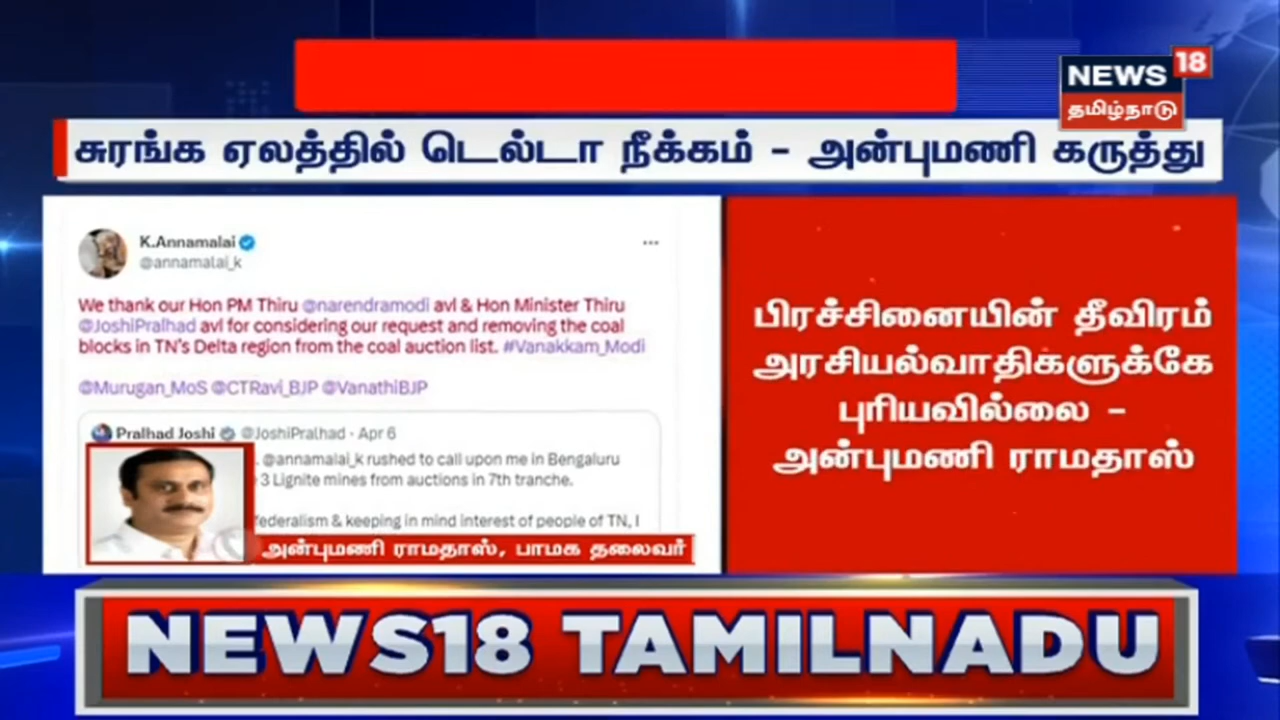 NEWS 18
தமிழ்நாடு
சுரங்க ஏலத்தில் டெல்டா நீக்கம் - அன்புமணி கருத்து
K.Annamalai
@annamalai_k
We thank our Hon PM Thiru @narendramodi avl & Hon Minister Thiru
@JoshiPralhad avl for considering our request and removing the coal
blocks in TN's Delta region from the coal auction list. #Vanakkam_Modi
@Murugan_MoS @CTRavi_BJP @VanathiBJP
Pralhad Joshi @JoshiPralhad · Apr 6
. @annamalai_k rushed to call upon me in Bengaluru
3 Lignite mines from auctions in 7th tranche.
federalism & keeping in mind interest of people of TN, I
அன்புமணி ராமதாஸ், பாமக தலைவர்
பிரச்சினையின் தீவிரம்
அரசியல்வாதிகளுக்கே
புரியவில்லை -
அன்புமணி ராமதாஸ்
NEWS18 TAMILNADU